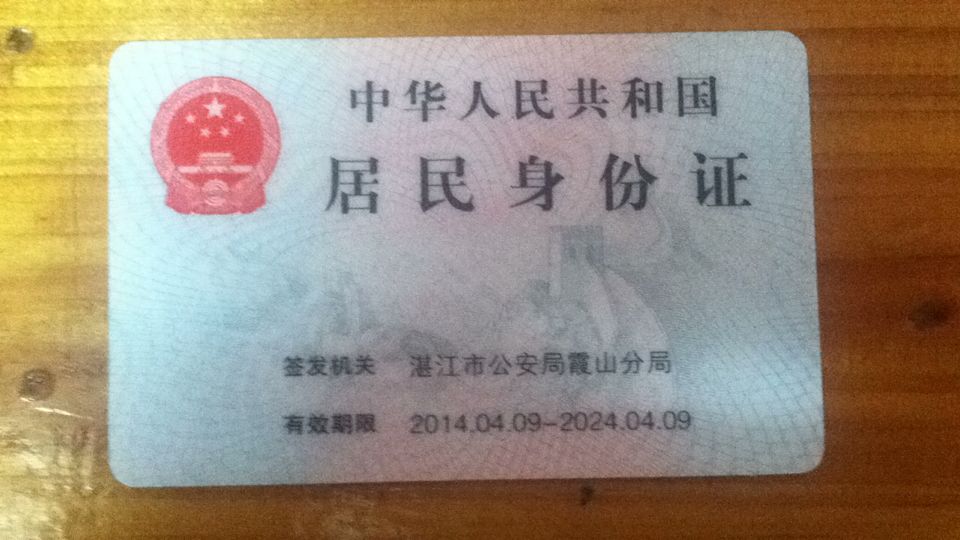 中华人民共和国
居民身份证
签发机关 湛江市公安局霞山分局
有效期限 2014.04.09-2024.04.09